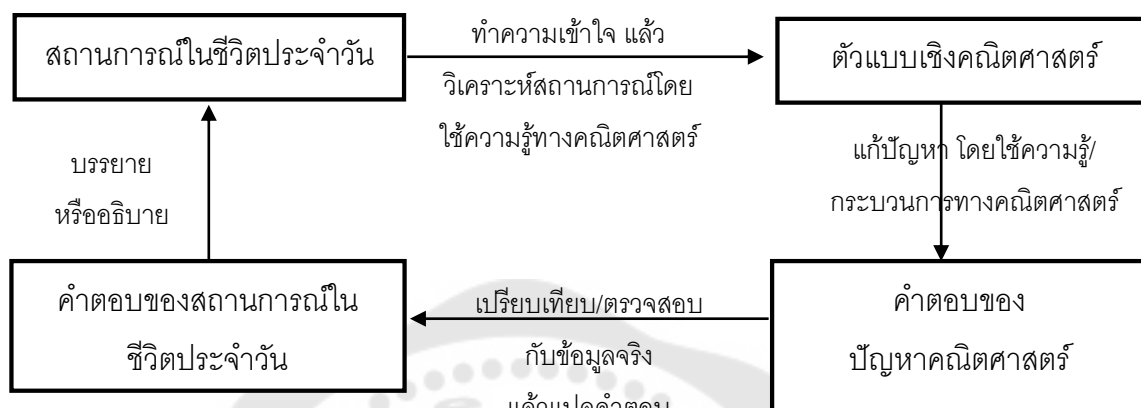 สถานการณ์ในชีวิตประจำวัน
ทำความเข้าใจ แล้ว
วิเคราะห์สถานการณ์โดย
ใช้ความรู้ทางคณิตศาสตร์
ตัวแบบเชิงคณิตศาสตร์
บรรยาย
หรืออธิบาย
แก้ปัญหา โดยใช้ความรู้/
กระบวนการทางคณิตศาสตร์
คำตอบของสถานการณ์ใน
ชีวิตประจำวัน
เปรียบเทียบ/ตรวจสอบ
กับข้อมูลจริง
คำตอบของ
ปัญหาคณิตศาสตร์